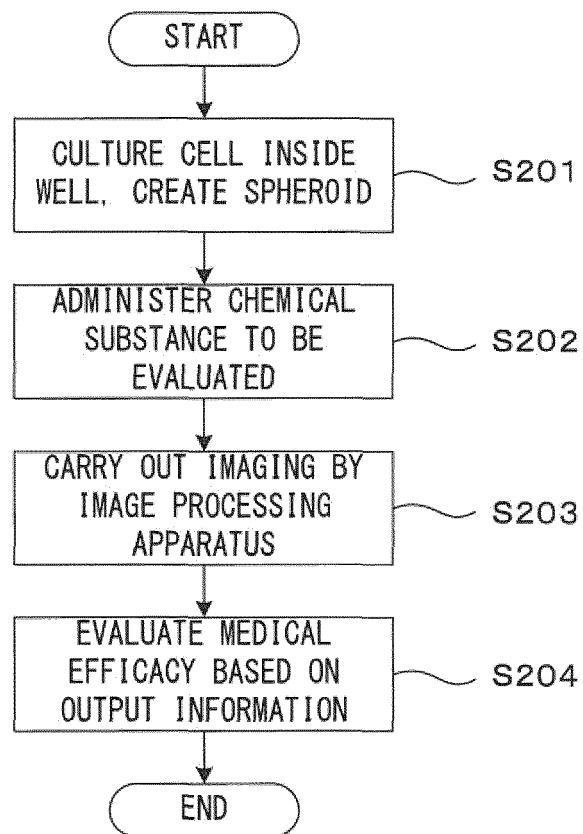 START
CULTURE CELL INSIDE
WELL, CREATE SPHEROID
S201
ADMINISTER CHEMICAL
SUBSTANCE TO BE
EVALUATED
S202
CARRY OUT IMAGING BY
IMAGE PROCESSING
APPARATUS
S203
EVALUATE MEDICAL
EFFICACY BASED ON
OUTPUT INFORMATION
S204
END